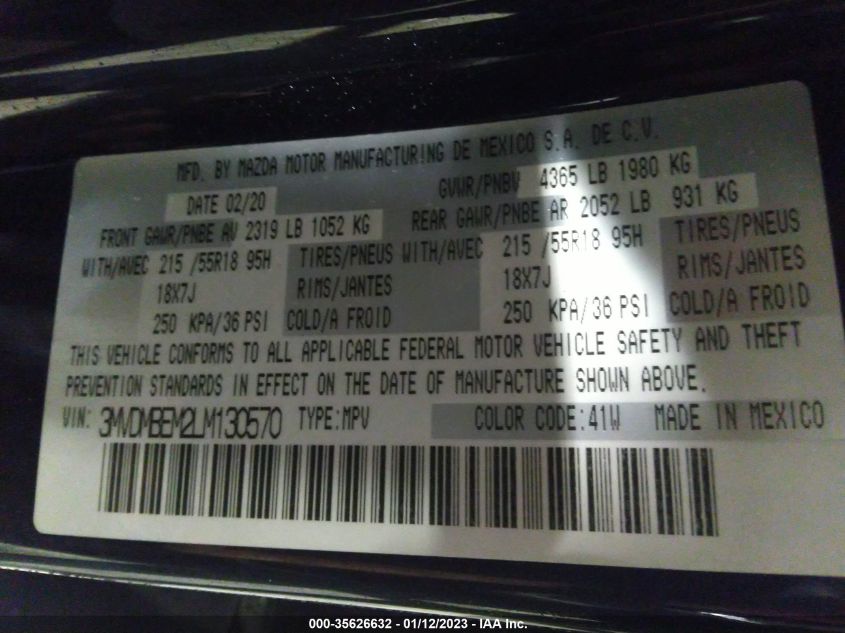 MFD. BY MAZDA MOTOR MANUFACTURING DE MEXICO S.A. DE C.V.
DATE 02/20 GVWR/PNBV 4365 LB 1980 KG
FRONT GAWR/PNBE AV 2319 LB 1052 KG REAR GAWR/PNBE AR 2052 LB 931 KG
WITH/AVEC 215 /55R18 95H TIRES/PNEUS WITH/AVEC 215 /55R18 95H TIRES/PNEUS
18X7J RIMS/JANTES 18X7J RIMS/JANTES
250 KPA/36 PSI COLD/A FROID 250 KPA/36 PSI COLD/A FROID
THIS VEHICLE CONFORMS TO ALL APPLICABLE FEDERAL MOTOR VEHICLE SAFETY AND THEFT
PREVENTION STANDARDS IN EFFECT ON THE DATE OF MANUFACTURE SHOWN ABOVE.
VIN: 3MVDMBEM2LM130570 TYPE:MPV COLOR CODE:41W MADE IN MEXICO
000-35626632 - 01/12/2023 - IAA Inc.